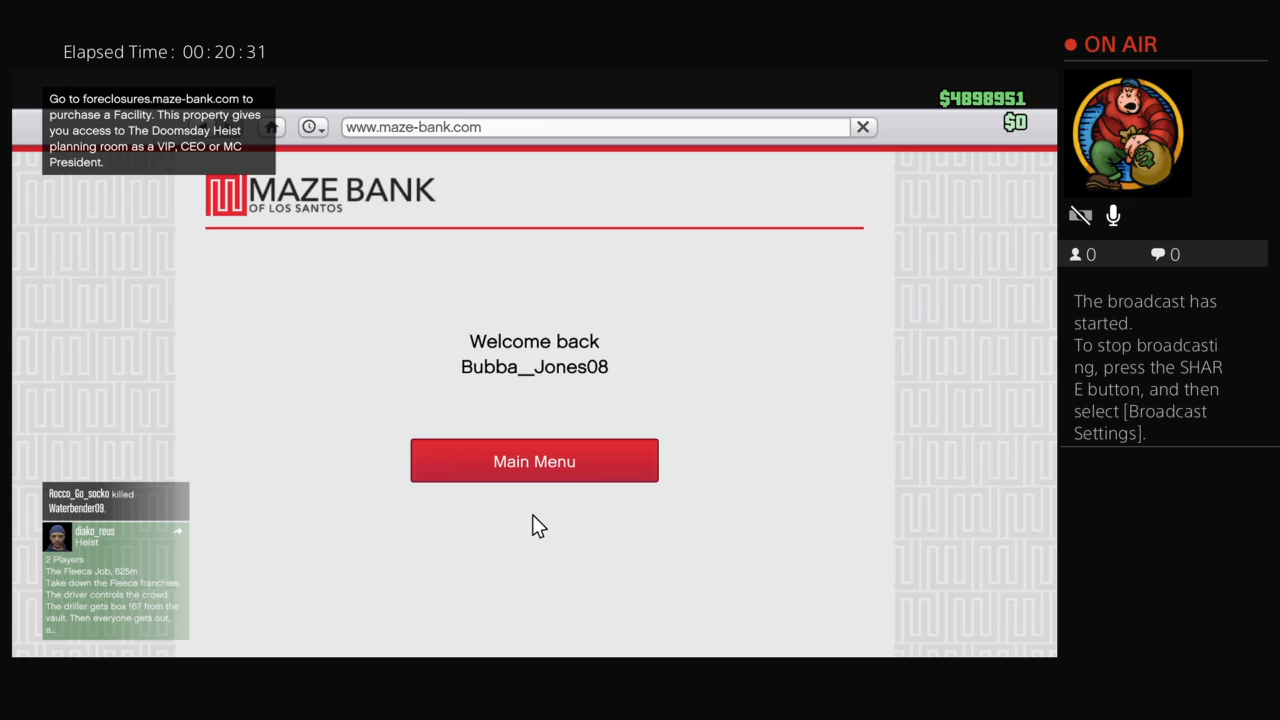 Elapsed Time: 00:20:31
ON AIR
Go to foreclosures.maze-bank.com to
purchase a Facility. This property gives
you access to The Doomsday Heist
planning room as a VIP, CEO or MC
President.
$4898951
$0
www.maze-bank.com
MAZE BANK
OF LOS SANTOS
0
0
The broadcast has
started.
To stop broadcasti
ng, press the SHAR
E button, and then
select [Broadcast
Settings].
Welcome back
Bubba__Jones08
Main Menu
Rocco_Go_socko killed
Waterbender09.
diako_reus
Heist
2 Players
The Fleeca Job, 625m
Take down the Fleeca franchise.
The driver controls the crowd.
The driller gets box 167 from the
vault. Then everyone gets out,
a...